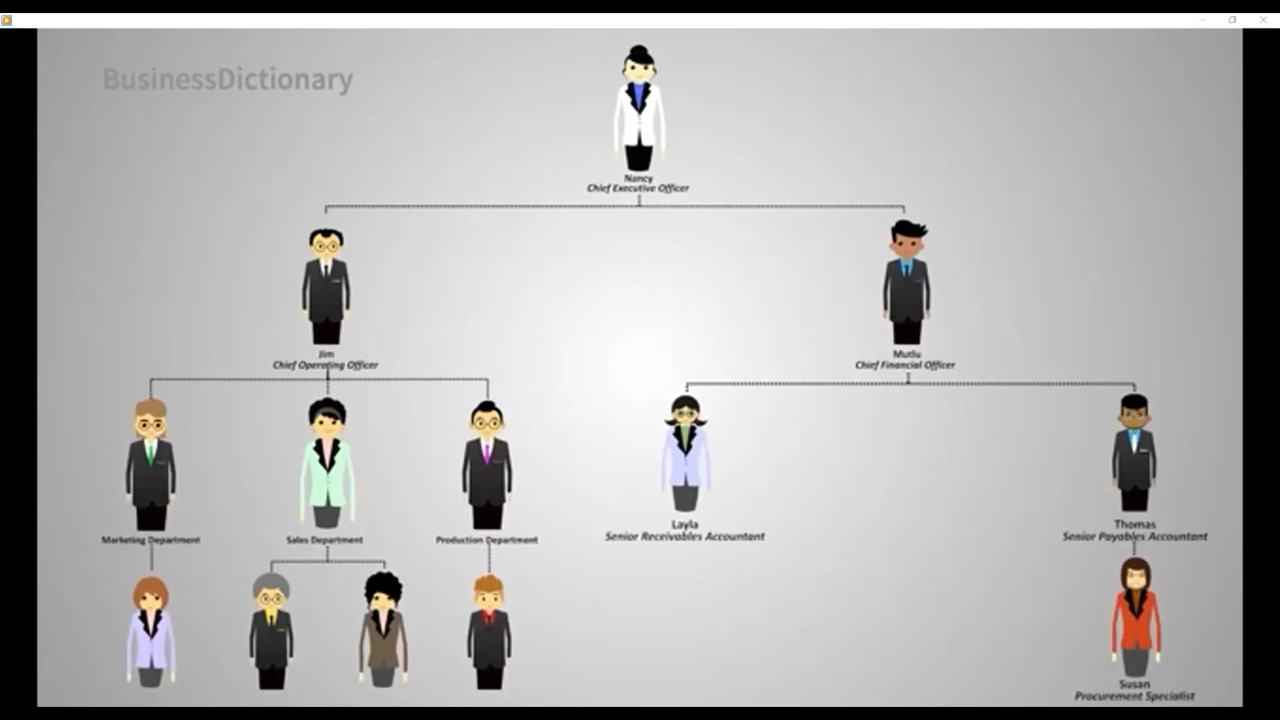 BusinessDictionary
Nancy
Chief Executive Officer
Jim
Chief Operating Officer
Mutlu
Chief Financial Officer
Marketing Department
Sales Department
Production Department
Layla
Senior Receivables Accountant
Thomas
Senior Payables Accountant
Susan
Procurement Specialist